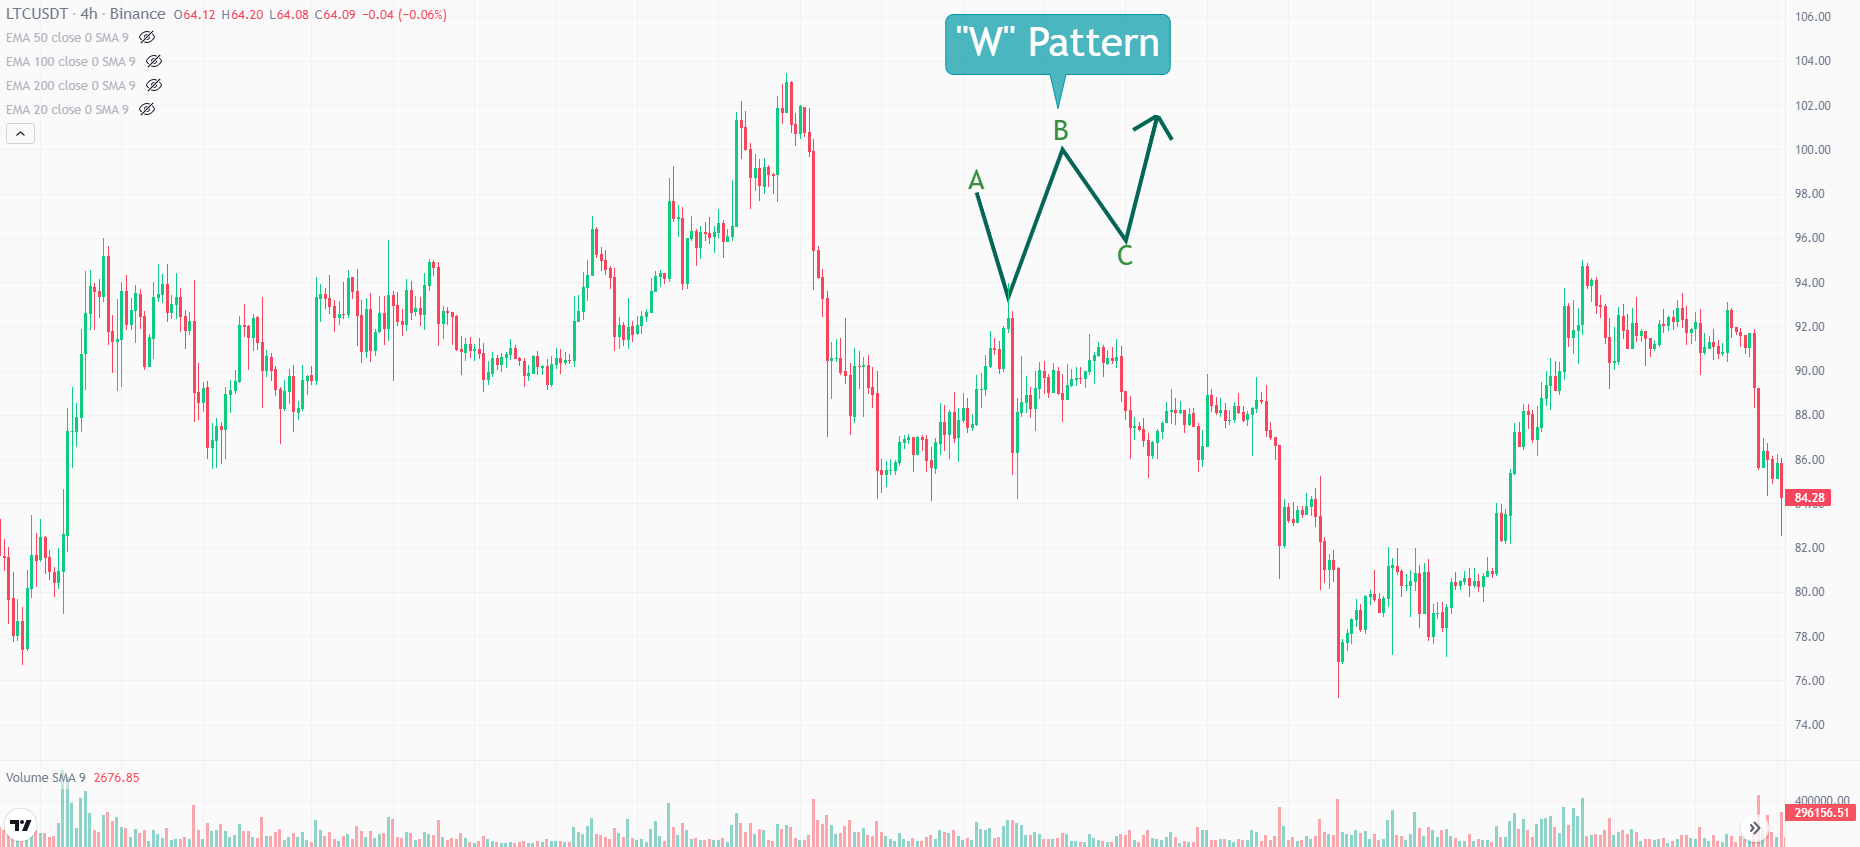 LTCUSDT · 4h · Binance O64.12 H64.20 L64.08 C64.09 −0.04 (−0.06%)
EMA 50 close 0 SMA 9
EMA 100 close 0 SMA 9
EMA 200 close 0 SMA 9
EMA 20 close 0 SMA 9
"W" Pattern
A
B
C
106.00
104.00
102.00
100.00
98.00
96.00
94.00
92.00
90.00
88.00
86.00
84.28
84.00
82.00
80.00
78.00
76.00
74.00
Volume SMA 9 2676.85
400000.00
296156.51